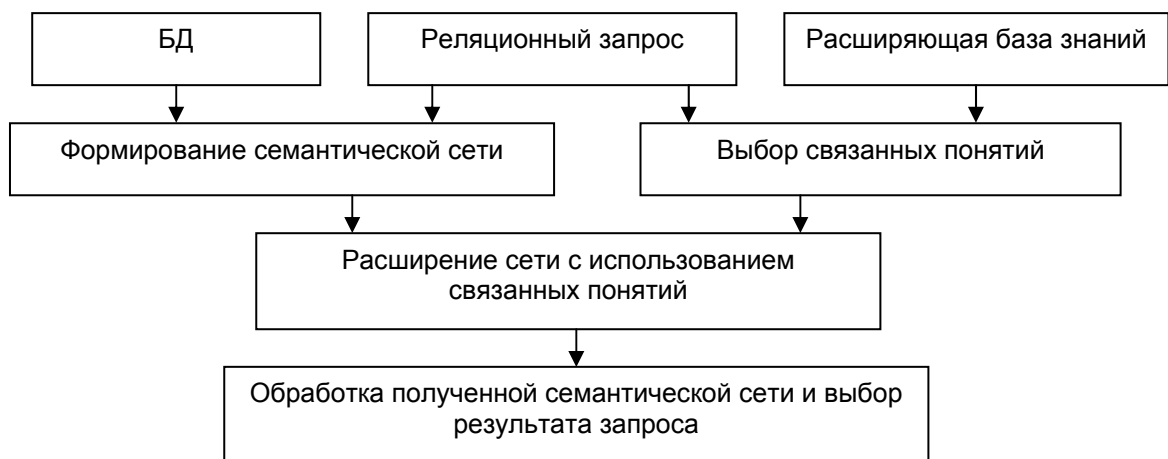 БД
Реляционный запрос
Расширяющая база знаний
Формирование семантической сети
Выбор связанных понятий
Расширение сети с использованием
связанных понятий
Обработка полученной семантической сети и выбор
результата запроса